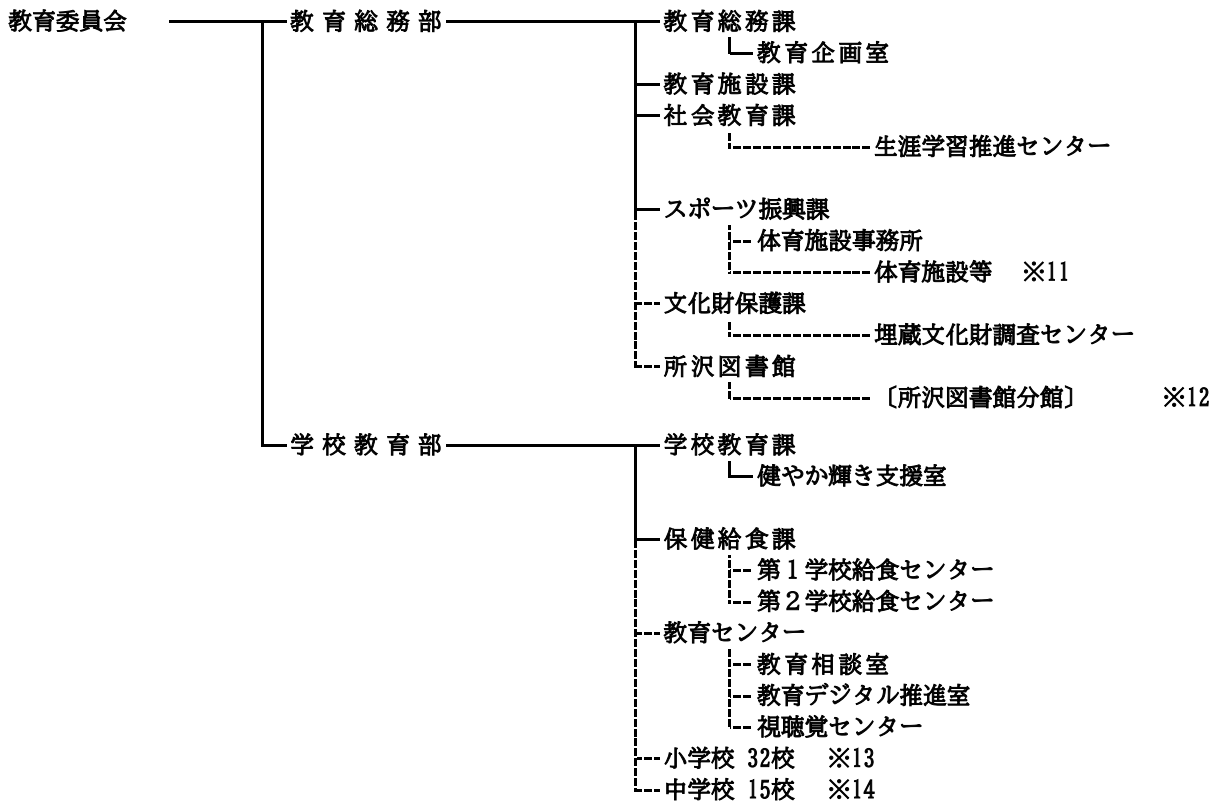 教育委員会 教育総務部 教育総務課
教育企画室
教育施設課
社会教育課
生涯学習推進センター
スポーツ振興課
体育施設事務所
体育施設等 ※11
文化財保護課
埋蔵文化財調査センター
所沢図書館
〔所沢図書館分館〕 ※12
学校教育部 学校教育課
健やか輝き支援室
保健給食課
第1学校給食センター
第2学校給食センター
教育センター
教育相談室
教育デジタル推進室
視聴覚センター
小学校 32校 ※13
中学校 15校 ※14